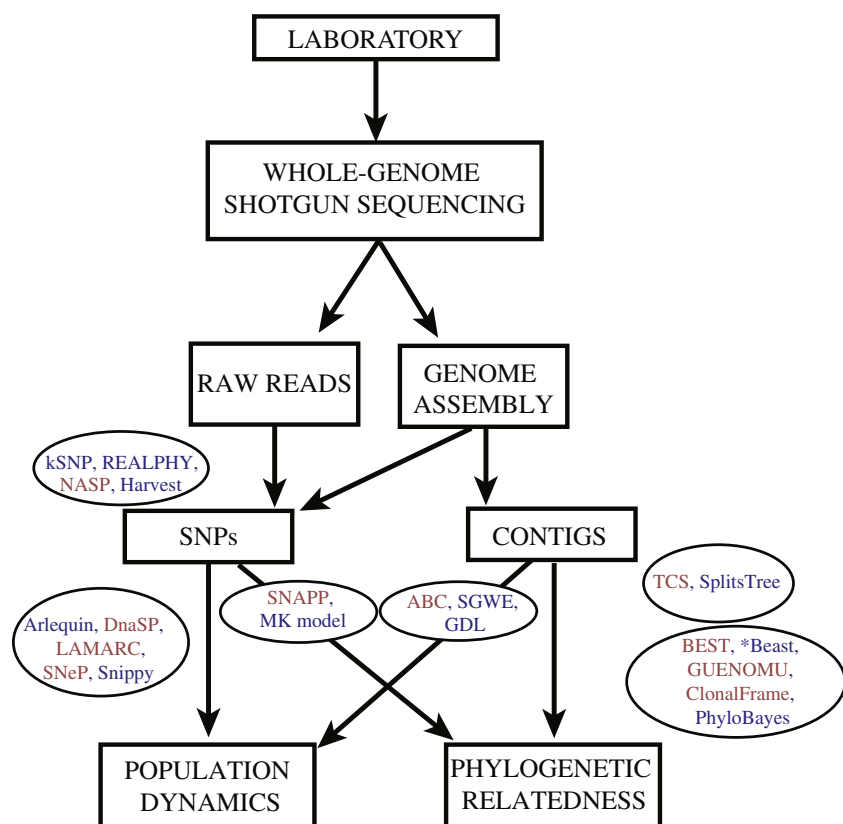 LABORATORY
WHOLE-GENOME
SHOTGUN SEQUENCING
RAW READS
GENOME
ASSEMBLY
kSNP, REALPHY,
NASP, Harvest
SNPs
CONTIGS
TCS, SplitsTree
Arlequin, DnaSP,
LAMARC,
SNeP, Snippy
SNAPP,
MK model
ABC, SGWE,
GDL
BEST, *Beast,
GUENOMU,
ClonalFrame,
PhyloBayes
POPULATION
DYNAMICS
PHYLOGENETIC
RELATEDNESS